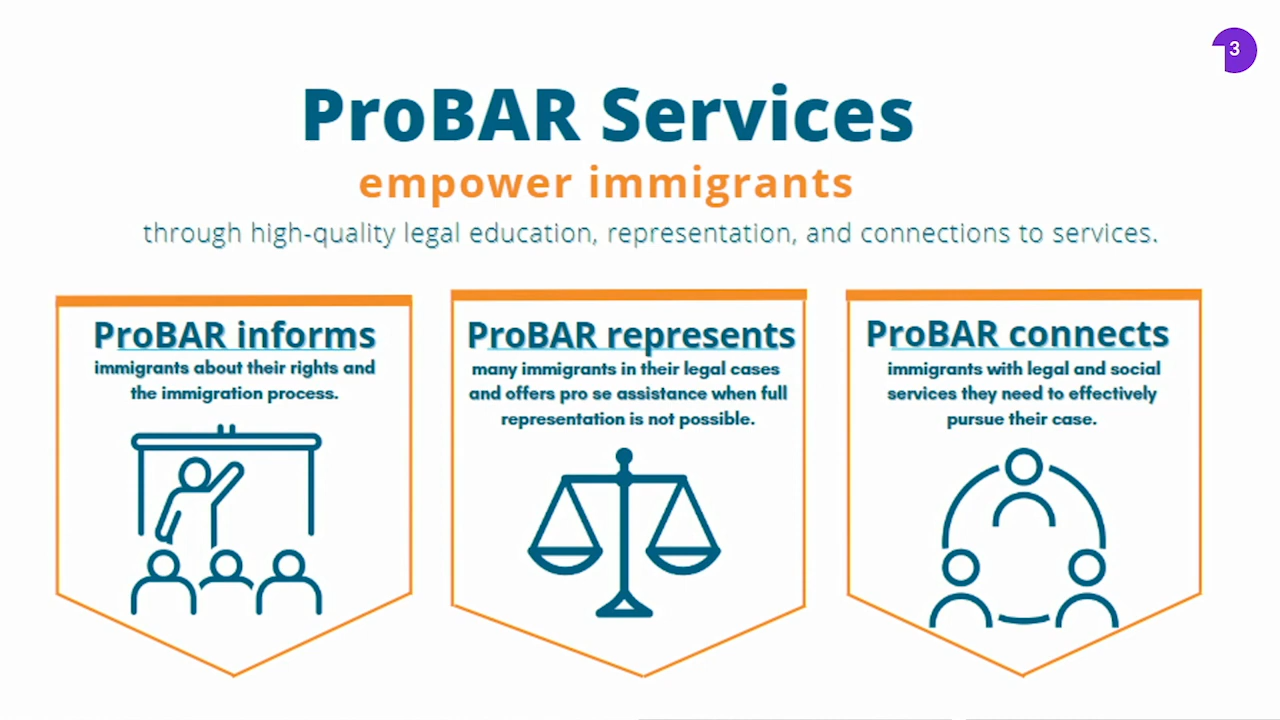 3
ProBAR Services
empower immigrants
through high-quality legal education, representation, and connections to services.
ProBAR informs
immigrants about their rights and
the immigration process.
ProBAR represents
many immigrants in their legal cases
and offers pro se assistance when full
representation is not possible.
ProBAR connects
immigrants with legal and social
services they need to effectively
pursue their case.